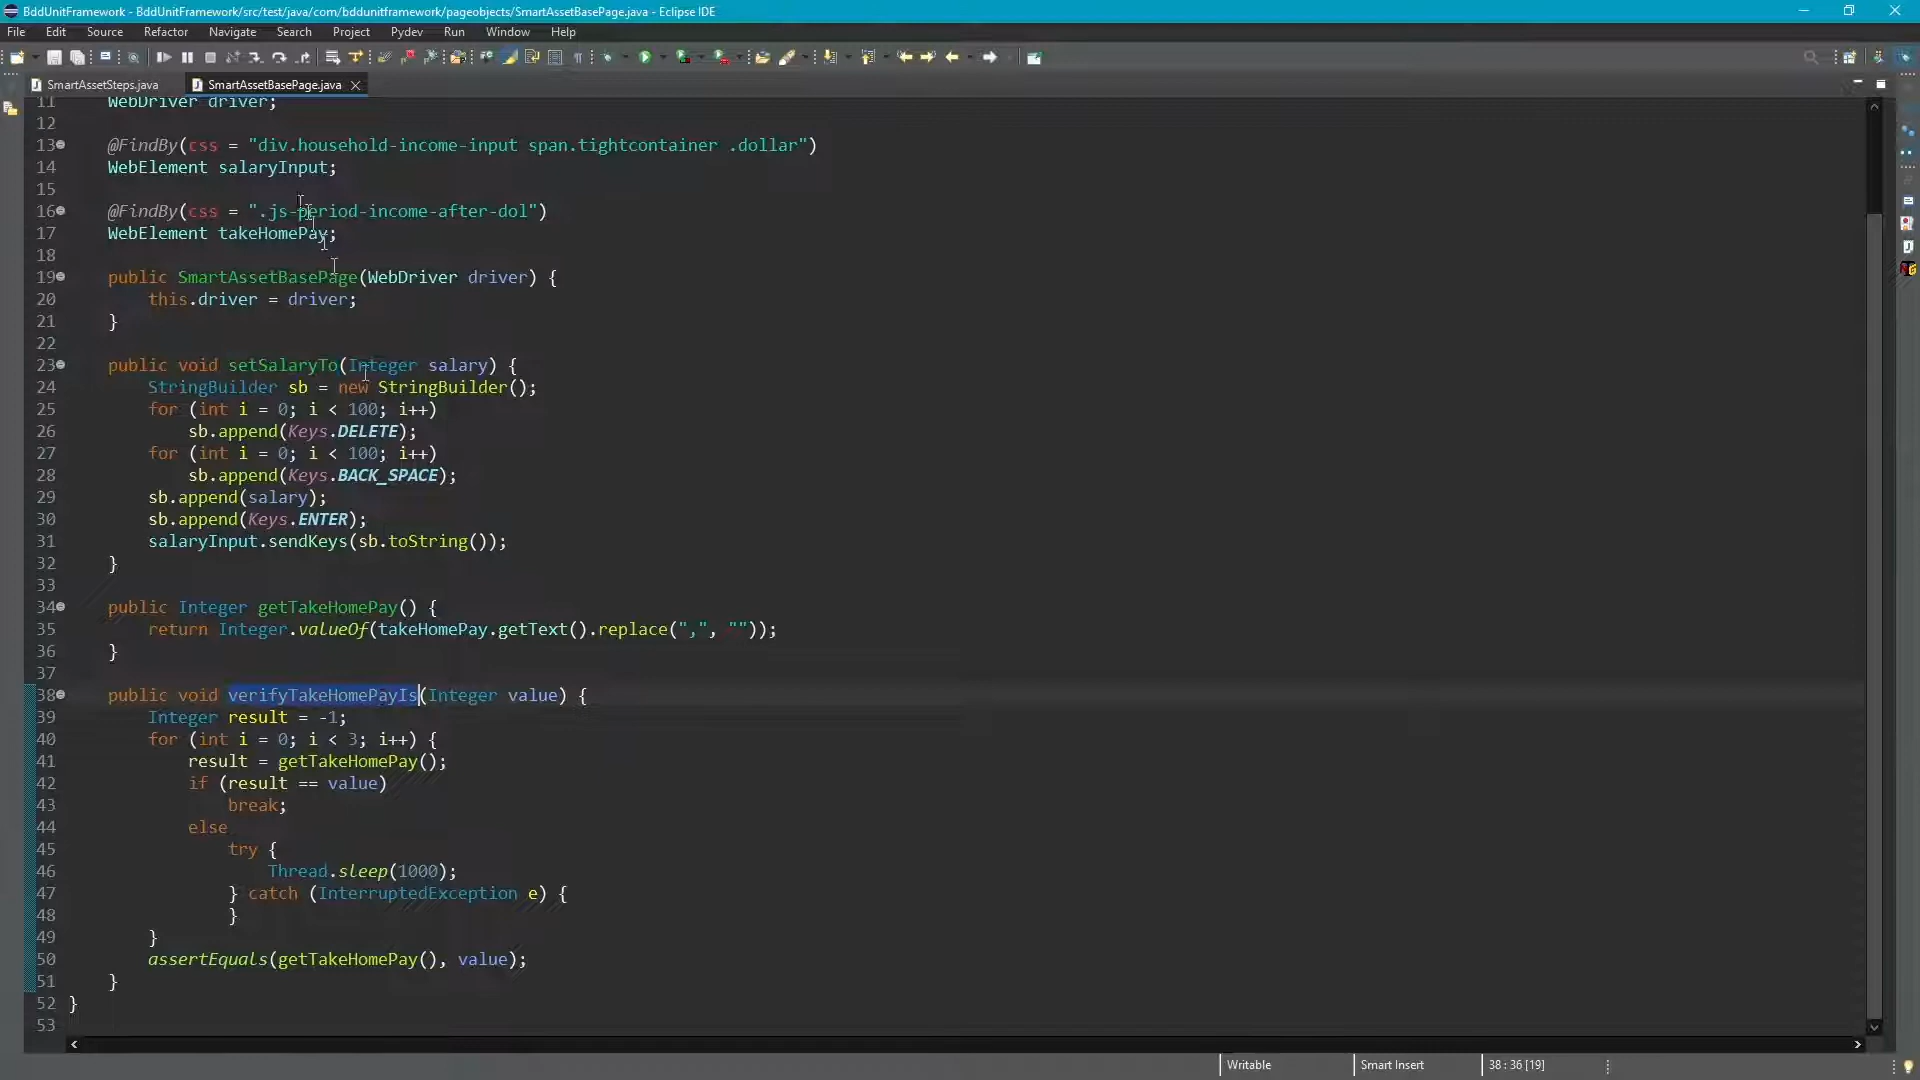 BddUnitFramework - BddUnitFramework/src/test/java/com/bddunitframework/pageobjects/SmartAssetBasePage.java - Eclipse IDE
File Edit Source Refactor Navigate Search Project Pydev Run Window Help
SmartAssetSteps.java SmartAssetBasePage.java
11 WebDriver driver;
12
13 @FindBy(css = "div.household-income-input span.tightcontainer .dollar")
14 WebElement salaryInput;
15
16 @FindBy(css = ".js-period-income-after-dol")
17 WebElement takeHomePay;
18
19 public SmartAssetBasePage(WebDriver driver) {
20 this.driver = driver;
21 }
22
23 public void setSalaryTo(Integer salary) {
24 StringBuilder sb = new StringBuilder();
25 for (int i = 0; i < 100; i++)
26 sb.append(Keys.DELETE);
27 for (int i = 0; i < 100; i++)
28 sb.append(Keys.BACK_SPACE);
29 sb.append(salary);
30 sb.append(Keys.ENTER);
31 salaryInput.sendKeys(sb.toString());
32 }
33
34 public Integer getTakeHomePay() {
35 return Integer.valueOf(takeHomePay.getText().replace(",", ""));
36 }
37
38 public void verifyTakeHomePayIs(Integer value) {
39 Integer result = -1;
40 for (int i = 0; i < 3; i++) {
41 result = getTakeHomePay();
42 if (result == value)
43 break;
44 else
45 try {
46 Thread.sleep(1000);
47 } catch (InterruptedException e) {
48 }
49 }
50 assertEquals(getTakeHomePay(), value);
51 }
52 }
53
Writable Smart Insert 38 : 36 [19]